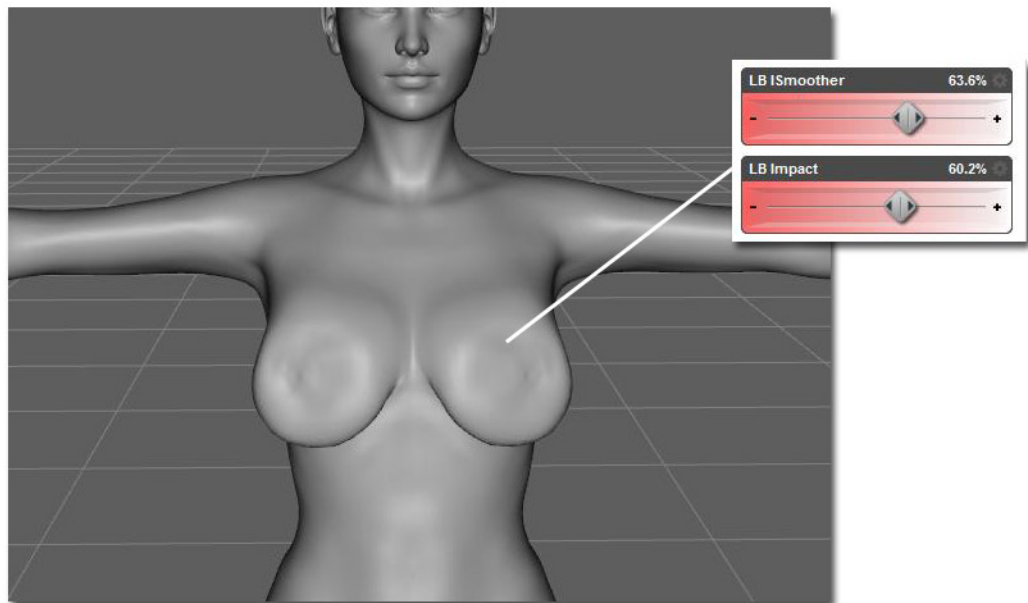 LB ISmoother 63.6%
- +
LB Impact 60.2%
- +